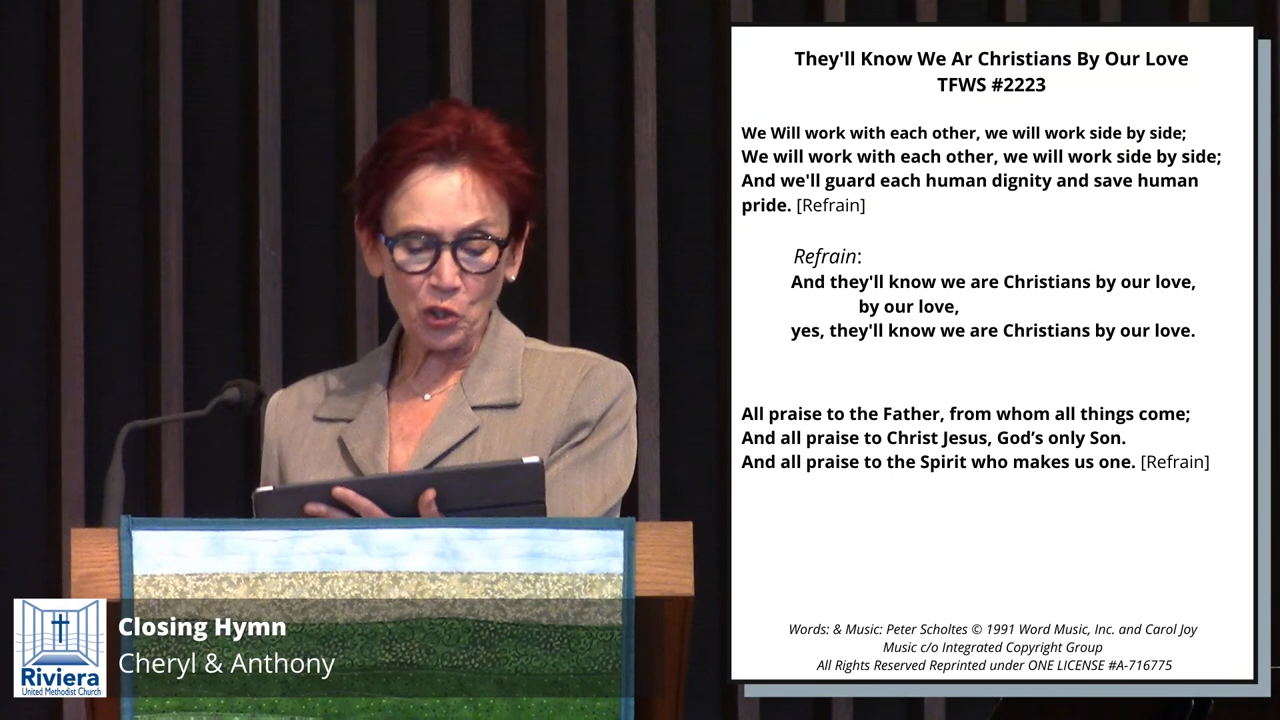 They'll Know We Ar Christians By Our Love
TFWS #2223
We Will work with each other, we will work side by side;
We will work with each other, we will work side by side;
And we'll guard each human dignity and save human
pride. [Refrain]
Refrain:
And they'll know we are Christians by our love,
by our love,
yes, they'll know we are Christians by our love.
All praise to the Father, from whom all things come;
And all praise to Christ Jesus, God’s only Son.
And all praise to the Spirit who makes us one. [Refrain]
Words: & Music: Peter Scholtes © 1991 Word Music, Inc. and Carol Joy
Music c/o Integrated Copyright Group
All Rights Reserved Reprinted under ONE LICENSE #A-716775
Closing Hymn
Cheryl & Anthony
Riviera
United Methodist Church